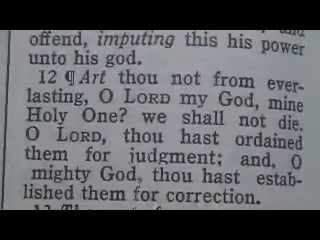 and
offend, imputing this his power
unto his god.
12 ¶ Art thou not from ever-
lasting, O LORD my God, mine
Holy One? we shall not die.
O LORD, thou hast ordained
them for judgment; and, O
mighty God, thou hast estab-
lished them for correction.